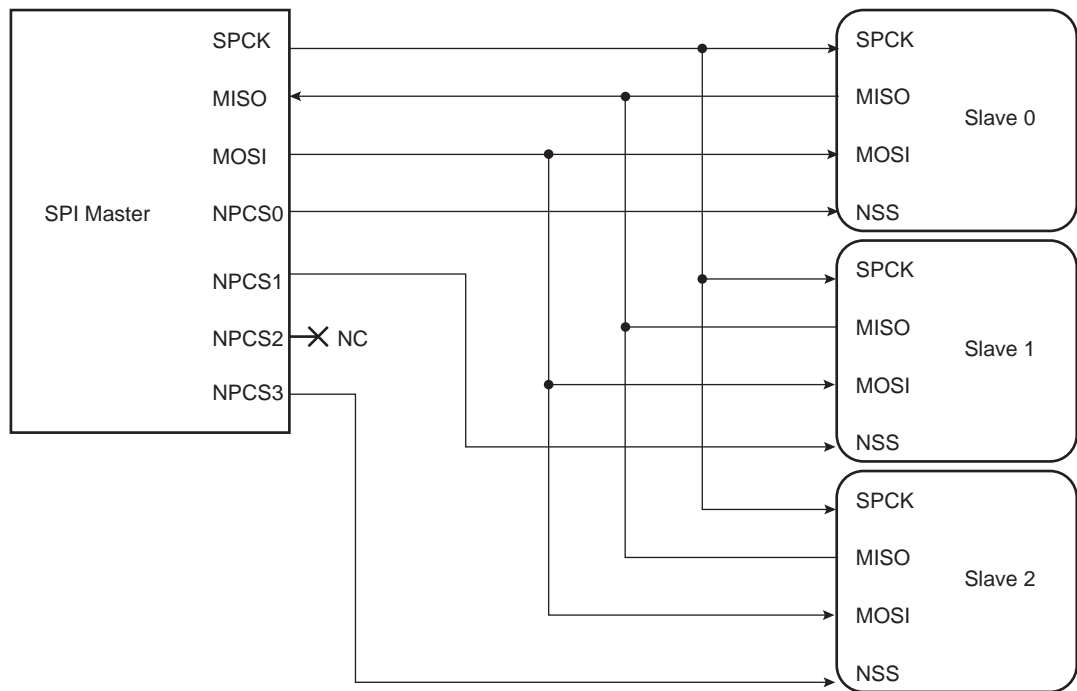 SPI Master
SPCK
MISO
MOSI
NPCS0
NPCS1
NPCS2
NC
NPCS3
SPCK
MISO
Slave 0
MOSI
NSS
SPCK
MISO
Slave 1
MOSI
NSS
SPCK
MISO
Slave 2
MOSI
NSS